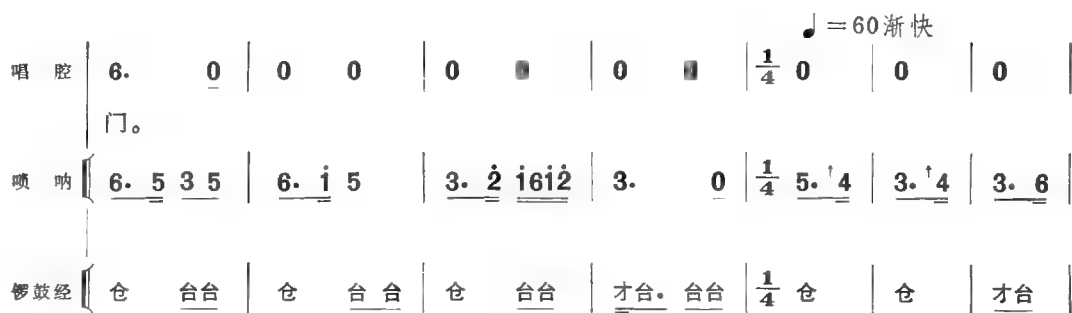 ♩=60渐快
唱腔 6. 0 | 0 0 | 0 | 0 | 1/4 0 | 0 | 0 |
门。
唢呐 6. 5 3 5 | 6. i̇ 5 | 3. 2̇ i̇6i̇2̇ | 3. 0 | 1/4 5. ↑4 | 3. ↑4 | 3. 6 |
锣鼓经 仓 台台 | 仓 台 台 | 仓 台台 | 才台. 台台 | 1/4 仓 | 仓 | 才台 |